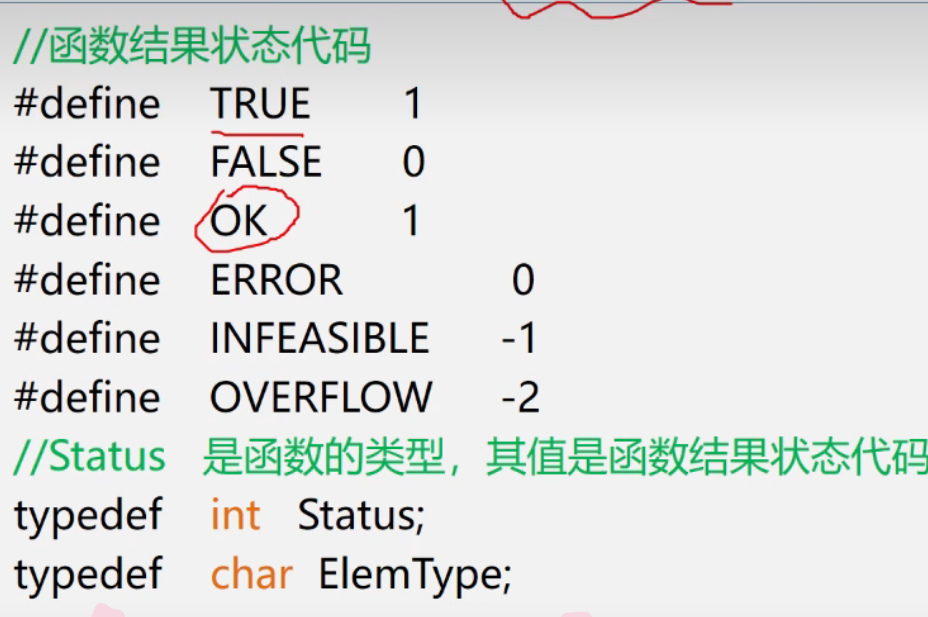 //函数结果状态代码
#define TRUE 1
#define FALSE 0
#define OK 1
#define ERROR 0
#define INFEASIBLE -1
#define OVERFLOW -2
//Status 是函数的类型，其值是函数结果状态代码
typedef int Status;
typedef char ElemType;